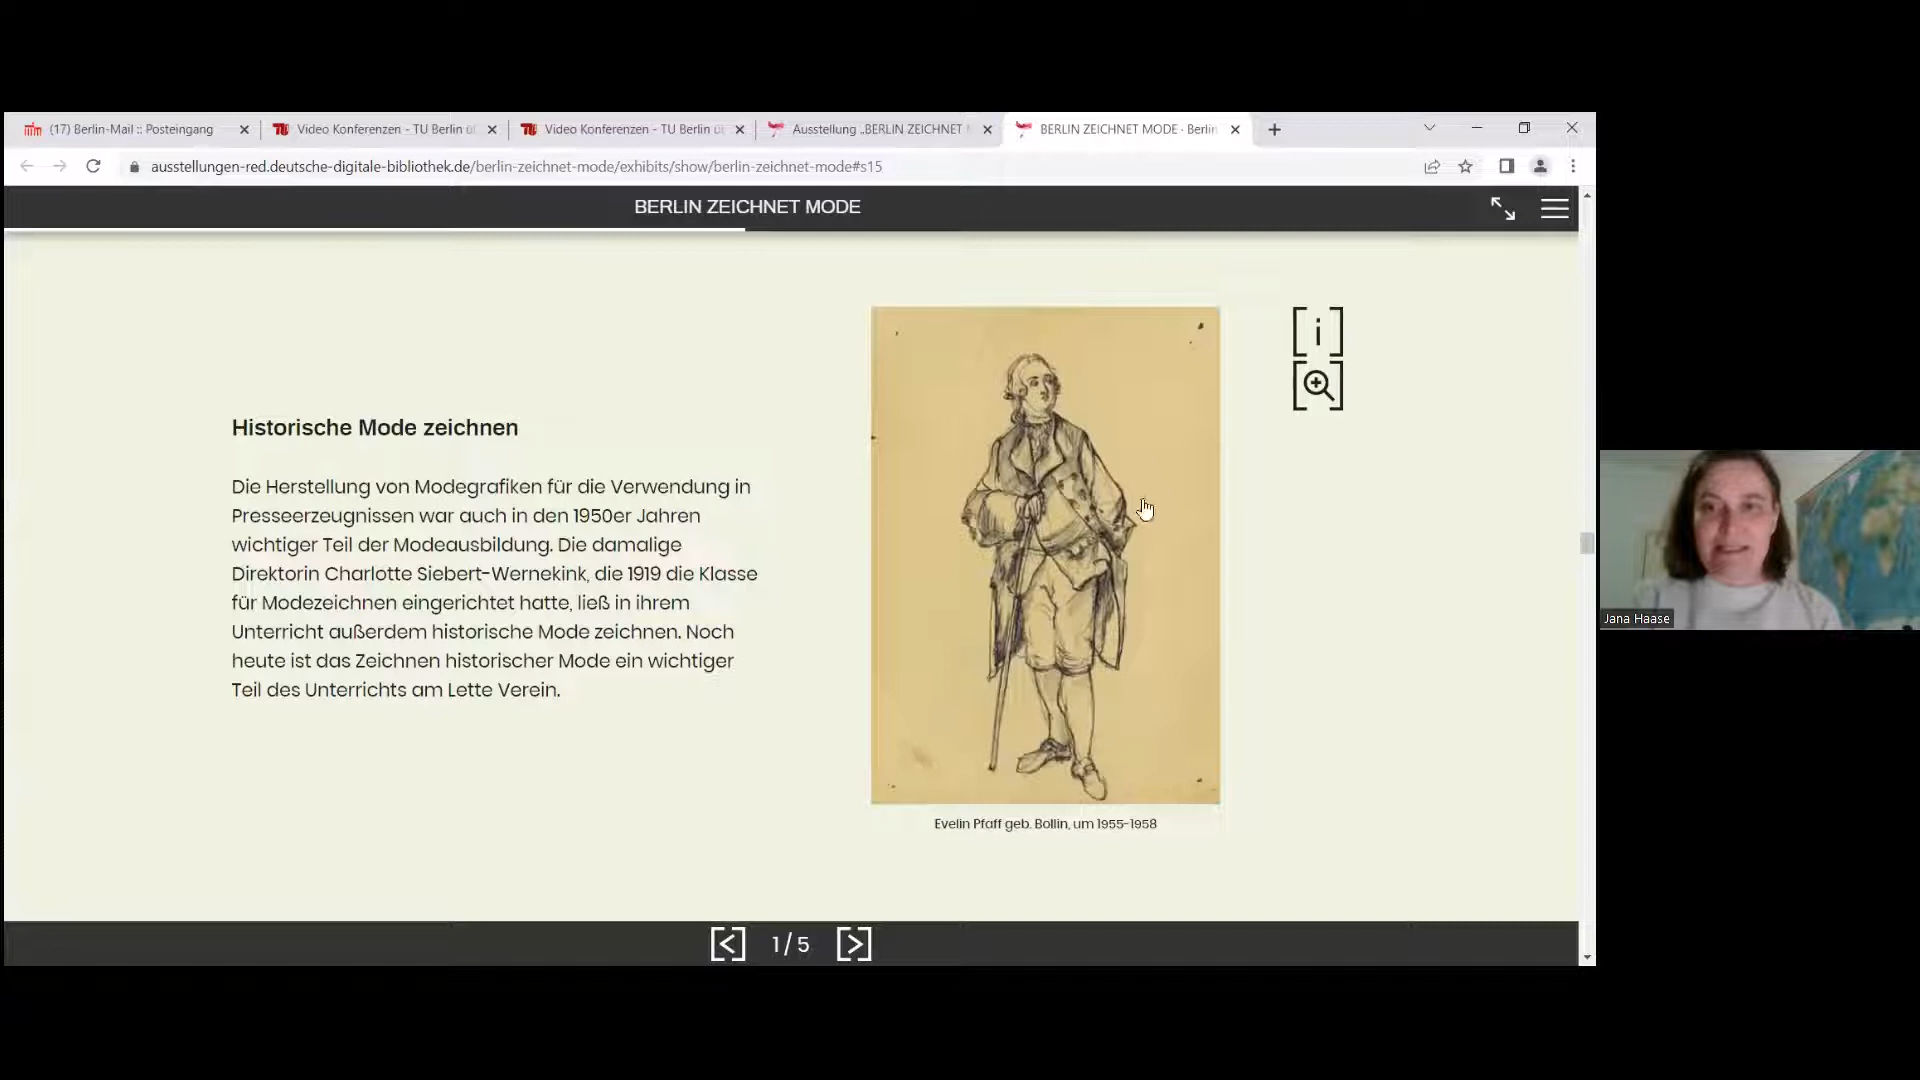 (17) Berlin-Mail :: Posteingang
Video Konferenzen - TU Berlin
Video Konferenzen - TU Berlin
Ausstellung „BERLIN ZEICHNET
BERLIN ZEICHNET MODE - Berlin
ausstellungen-red.deutsche-digitale-bibliothek.de/berlin-zeichnet-mode/exhibits/show/berlin-zeichnet-mode#s15
BERLIN ZEICHNET MODE
Historische Mode zeichnen
Die Herstellung von Modegrafiken für die Verwendung in
Presseerzeugnissen war auch in den 1950er Jahren
wichtiger Teil der Modeausbildung. Die damalige
Direktorin Charlotte Siebert-Wernekink, die 1919 die Klasse
für Modezeichnen eingerichtet hatte, ließ in ihrem
Unterricht außerdem historische Mode zeichnen. Noch
heute ist das Zeichnen historischer Mode ein wichtiger
Teil des Unterrichts am Lette Verein.
[i]
Evelin Pfaff geb. Bollin, um 1955-1958
Jana Haase
1 / 5